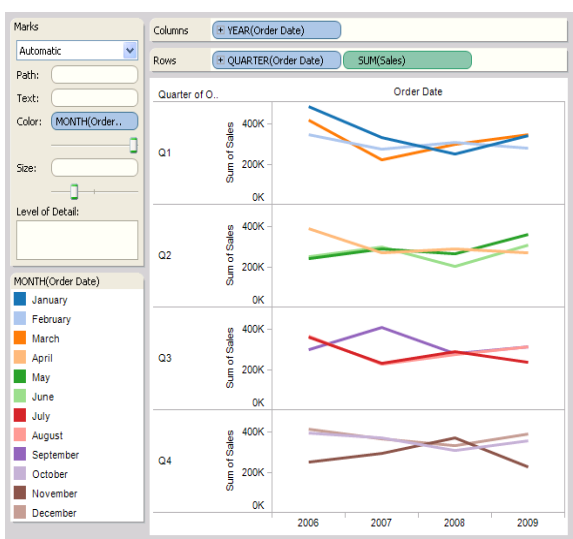 Marks
Automatic
Path:
Text:
Color: MONTH(Order..
Size:
Level of Detail:
MONTH(Order Date)
January
February
March
April
May
June
July
August
September
October
November
December
Columns + YEAR(Order Date)
Rows + QUARTER(Order Date) SUM(Sales)
Quarter of O.. Order Date
Q1
Sum of Sales
400K
200K
0K
Q2
Sum of Sales
400K
200K
0K
Q3
Sum of Sales
400K
200K
0K
Q4
Sum of Sales
400K
200K
0K
2006 2007 2008 2009